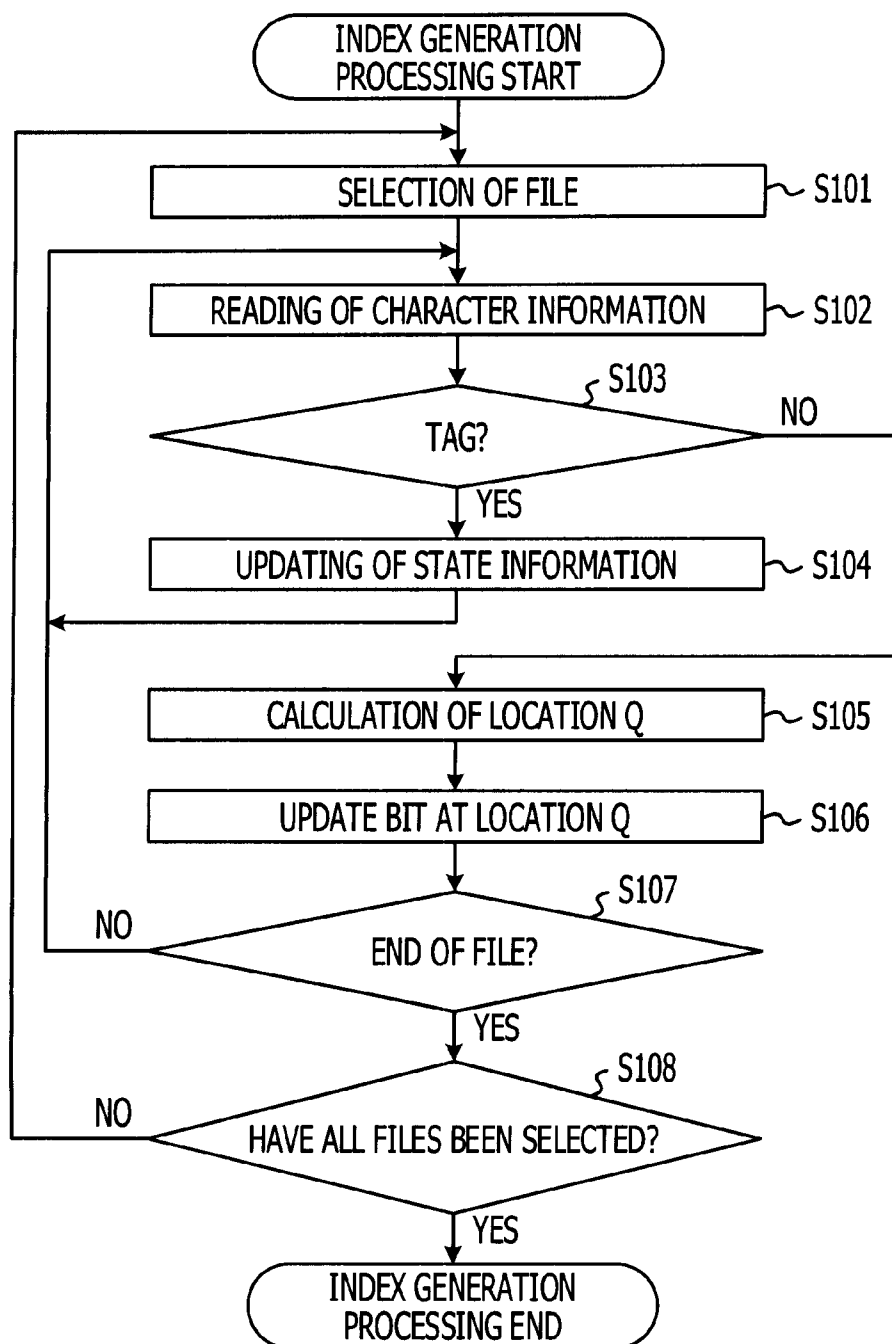 INDEX GENERATION
PROCESSING START
SELECTION OF FILE
S101
READING OF CHARACTER INFORMATION
S102
S103
TAG?
NO
YES
UPDATING OF STATE INFORMATION
S104
CALCULATION OF LOCATION Q
S105
UPDATE BIT AT LOCATION Q
S106
S107
NO
END OF FILE?
YES
S108
NO
HAVE ALL FILES BEEN SELECTED?
YES
INDEX GENERATION
PROCESSING END